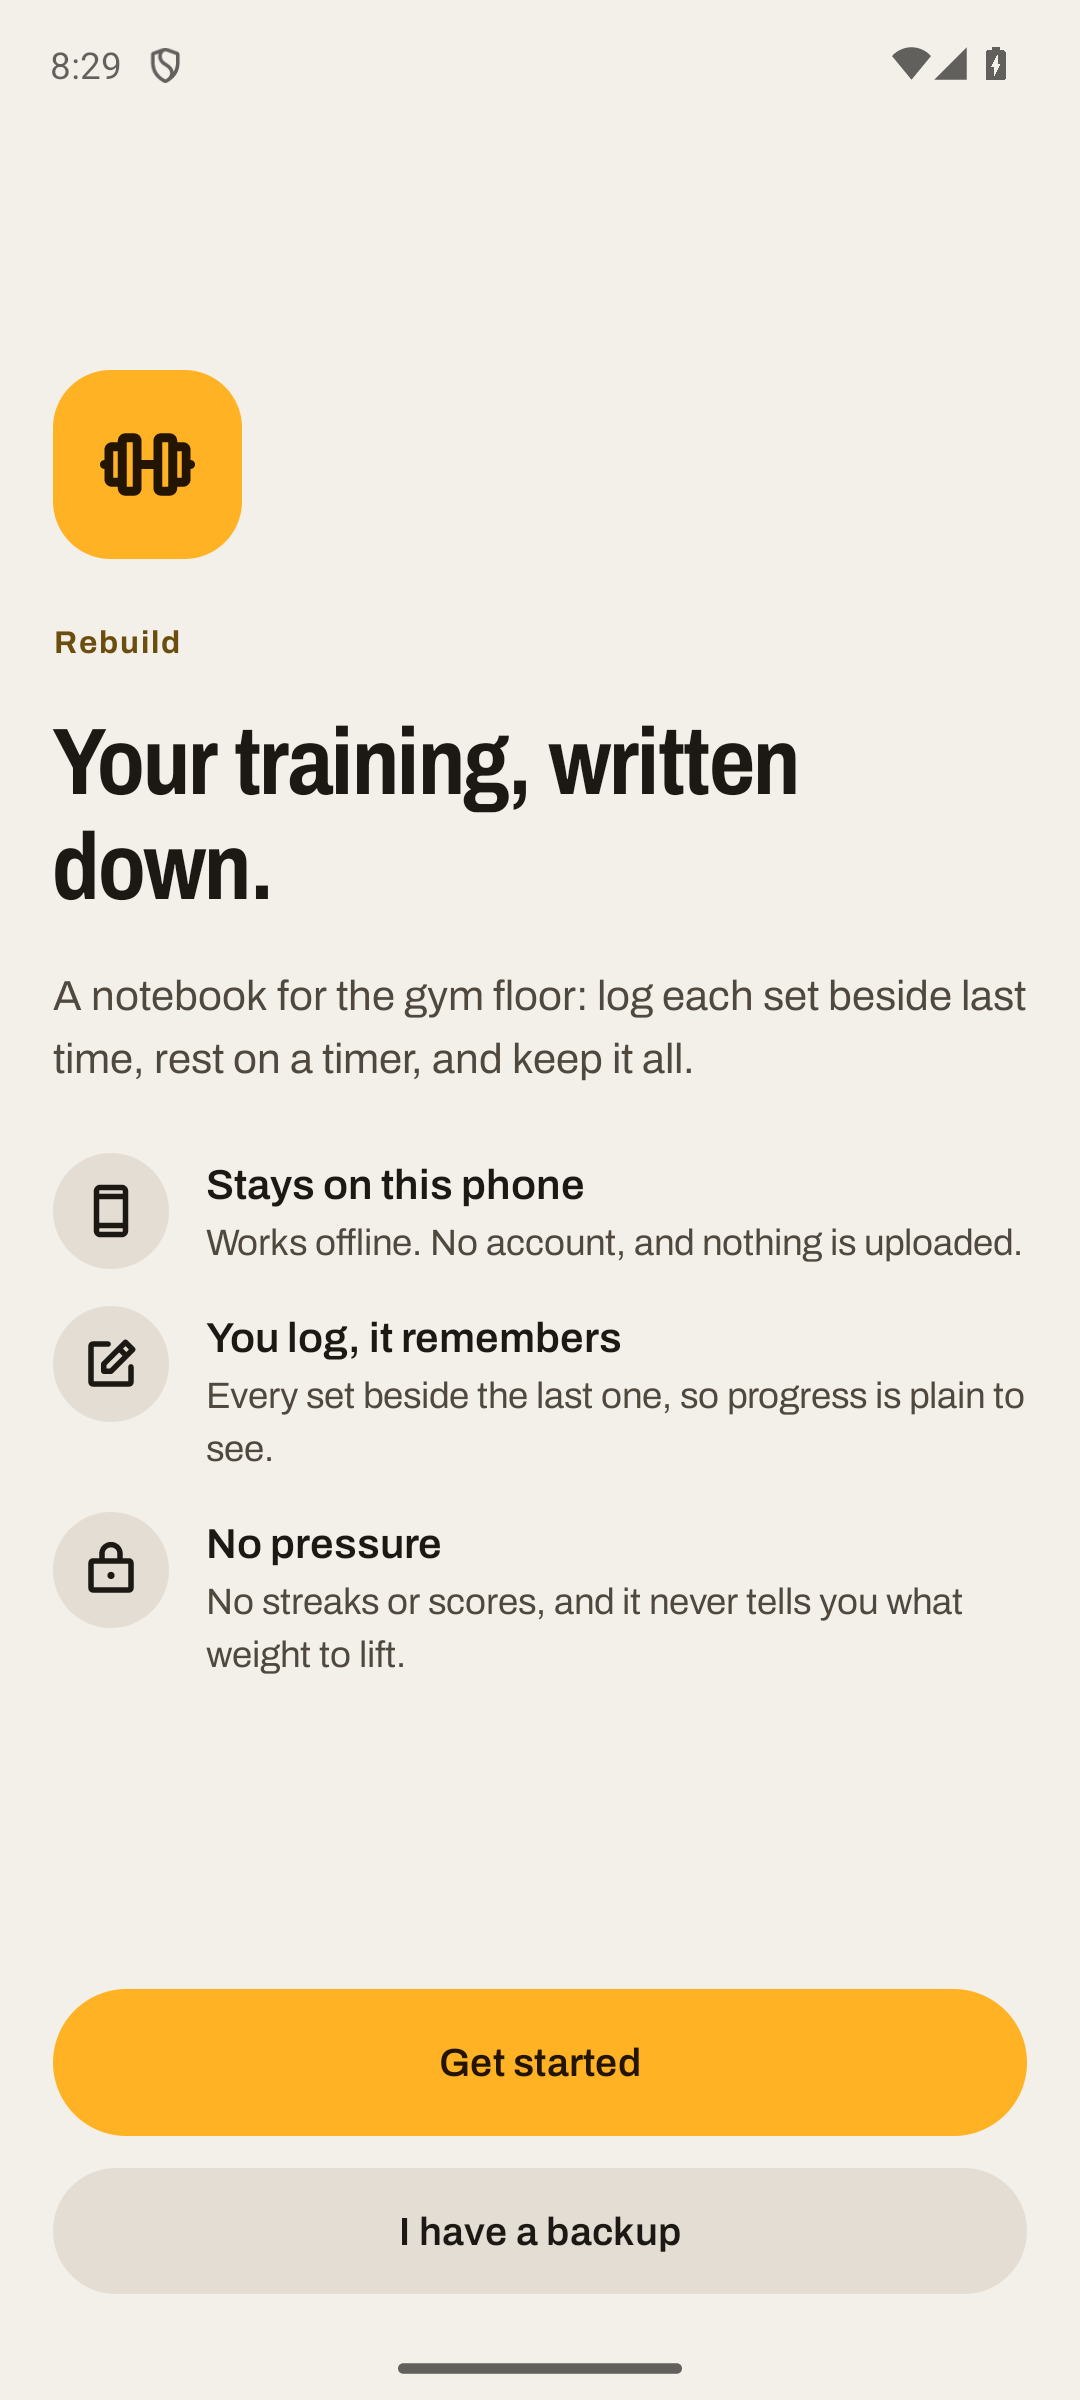 8:29
Rebuild
Your training, written
down.
A notebook for the gym floor: log each set beside last
time, rest on a timer, and keep it all.
Stays on this phone
Works offline. No account, and nothing is uploaded.
You log, it remembers
Every set beside the last one, so progress is plain to
see.
No pressure
No streaks or scores, and it never tells you what
weight to lift.
Get started
I have a backup